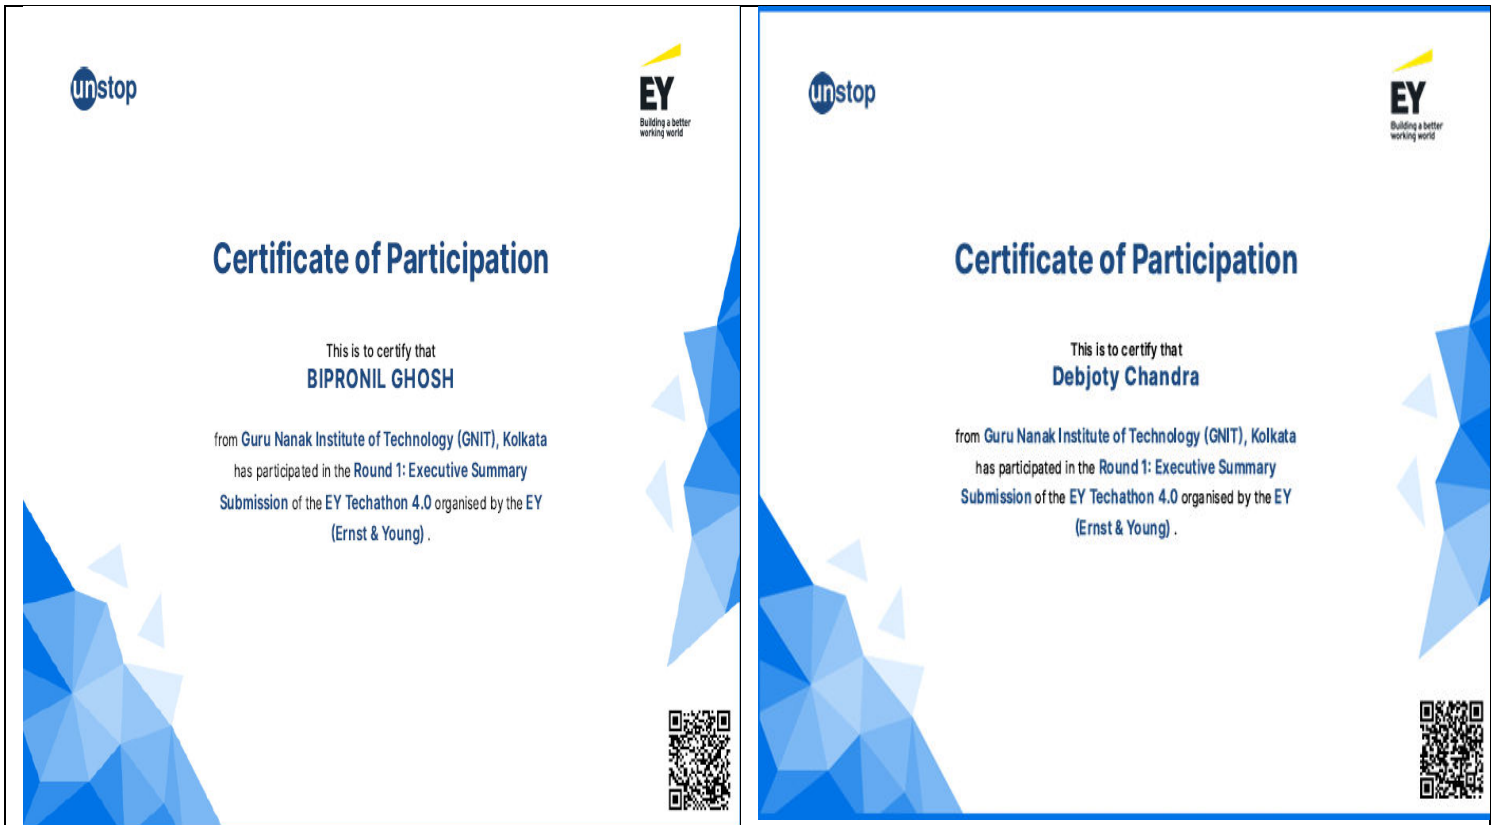 unstop
EY
Building a better
working world
Certificate of Participation
This is to certify that
BIPRONIL GHOSH
from Guru Nanak Institute of Technology (GNIT), Kolkata
has participated in the Round 1: Executive Summary
Submission of the EY Techathon 4.0 organised by the EY
(Ernst & Young) .
unstop
EY
Building a better
working world
Certificate of Participation
This is to certify that
Debjoty Chandra
from Guru Nanak Institute of Technology (GNIT), Kolkata
has participated in the Round 1: Executive Summary
Submission of the EY Techathon 4.0 organised by the EY
(Ernst & Young) .